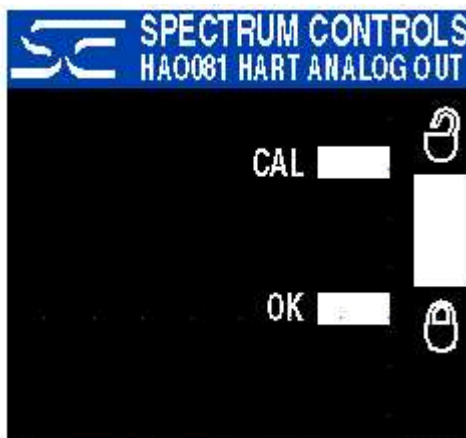 SPECTRUM CONTROLS
HAO081 HART ANALOG OUT
CAL
OK